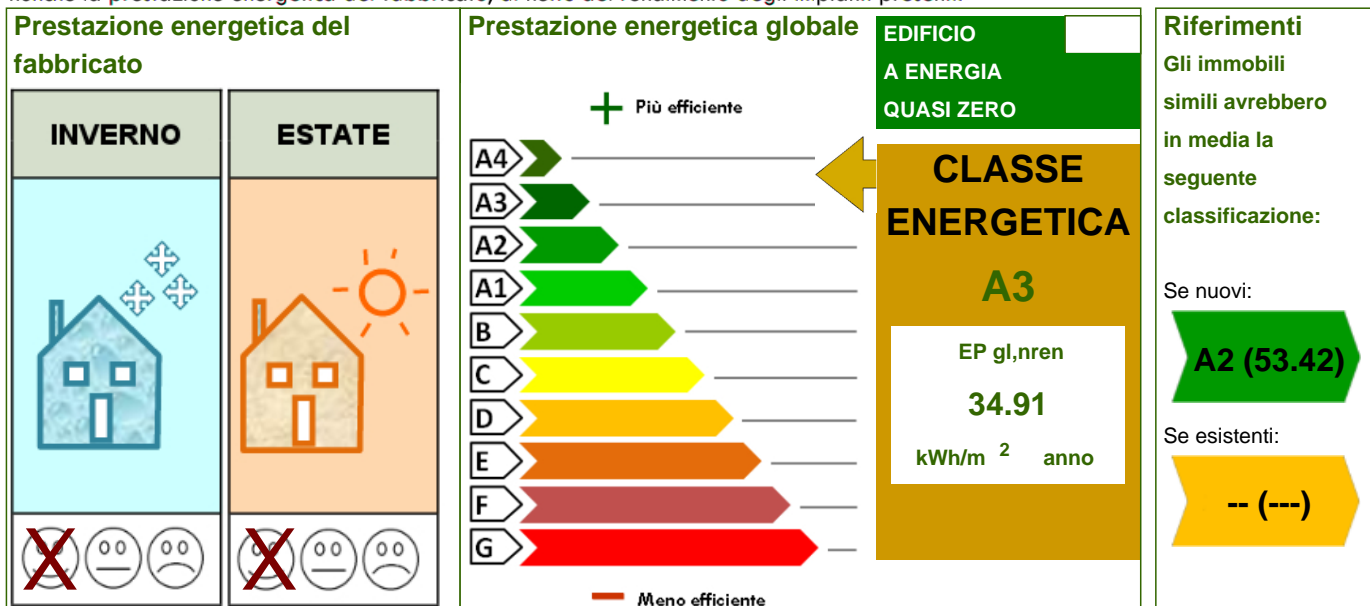 Prestazione energetica del
fabbricato
INVERNO
ESTATE
Prestazione energetica globale
Più efficiente
A4
A3
A2
A1
B
C
D
E
F
G
Meno efficiente
EDIFICIO
A ENERGIA
QUASI ZERO
CLASSE
ENERGETICA
A3
EP gl,nren
34.91
kWh/m 2 anno
Riferimenti
Gli immobili
simili avrebbero
in media la
seguente
classificazione:
Se nuovi:
A2 (53.42)
Se esistenti:
-- (---)